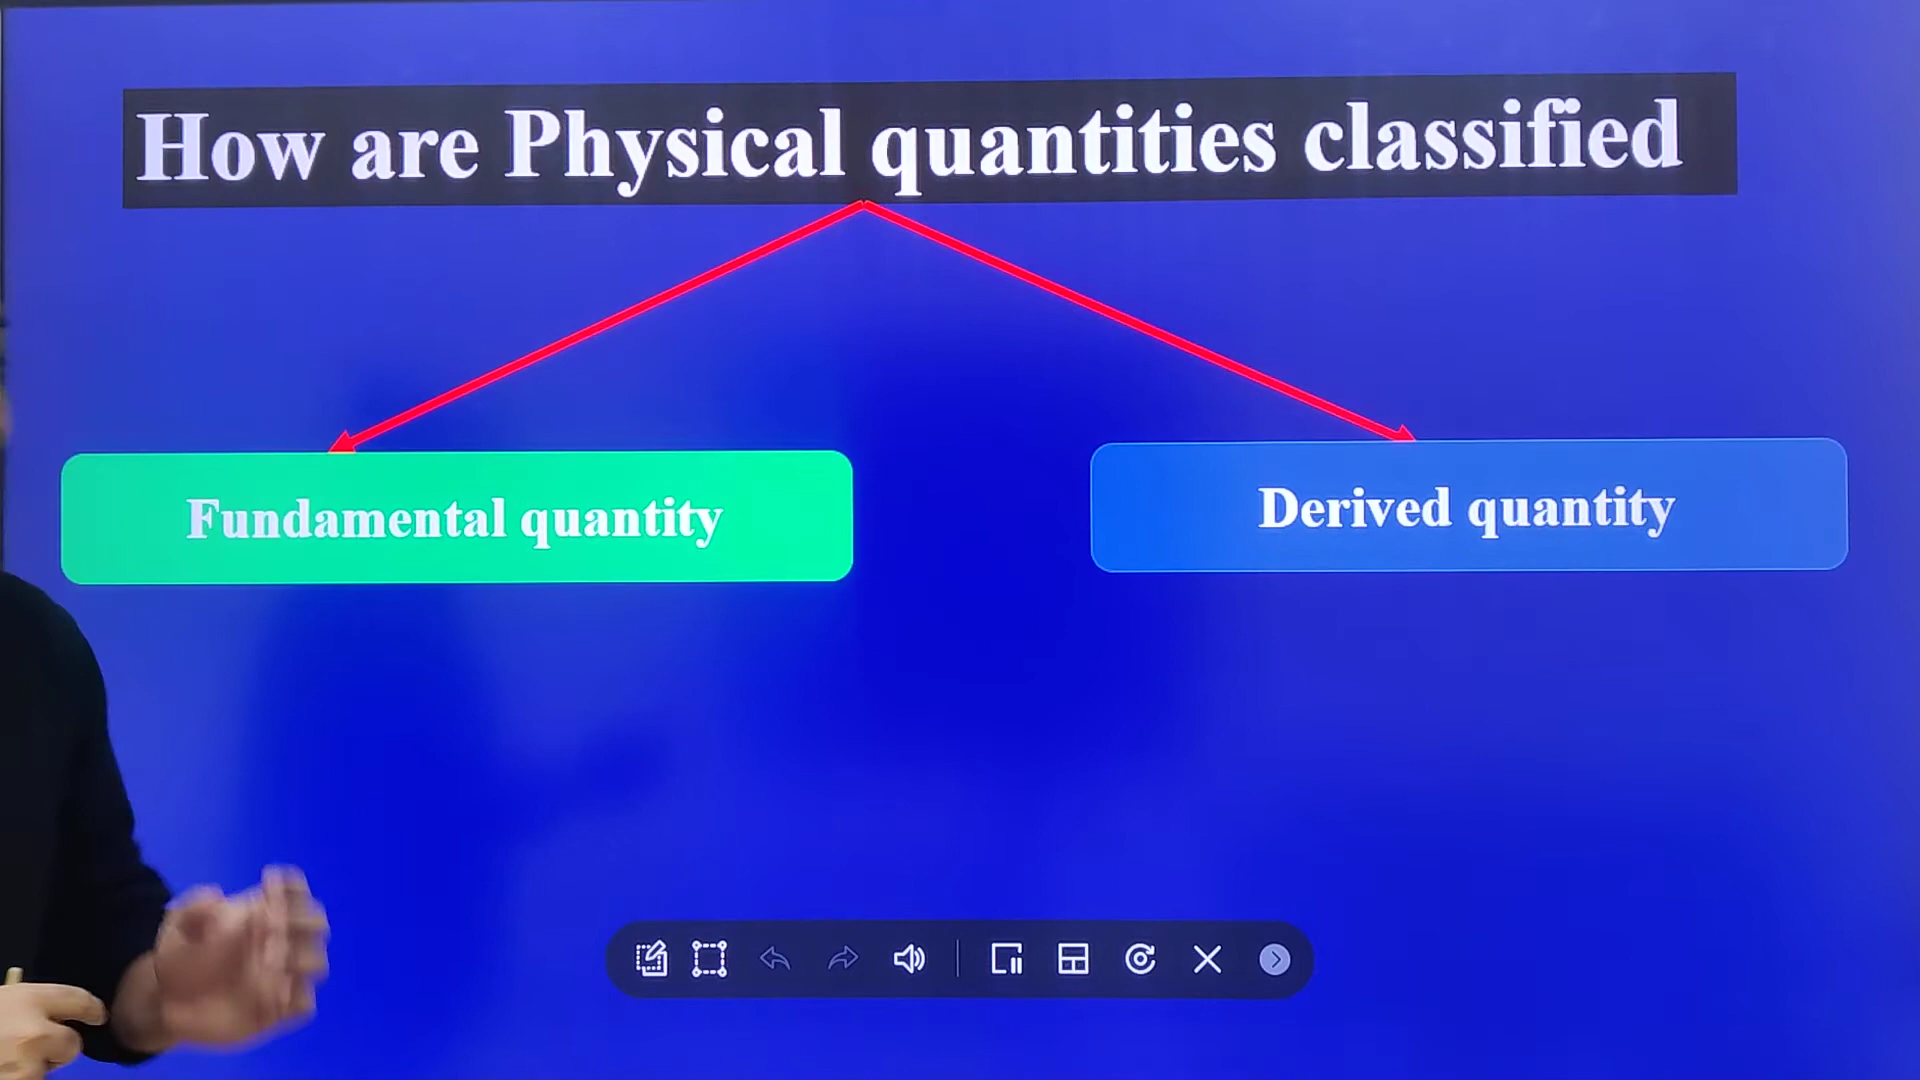 How are Physical quantities classified
Fundamental quantity
Derived quantity